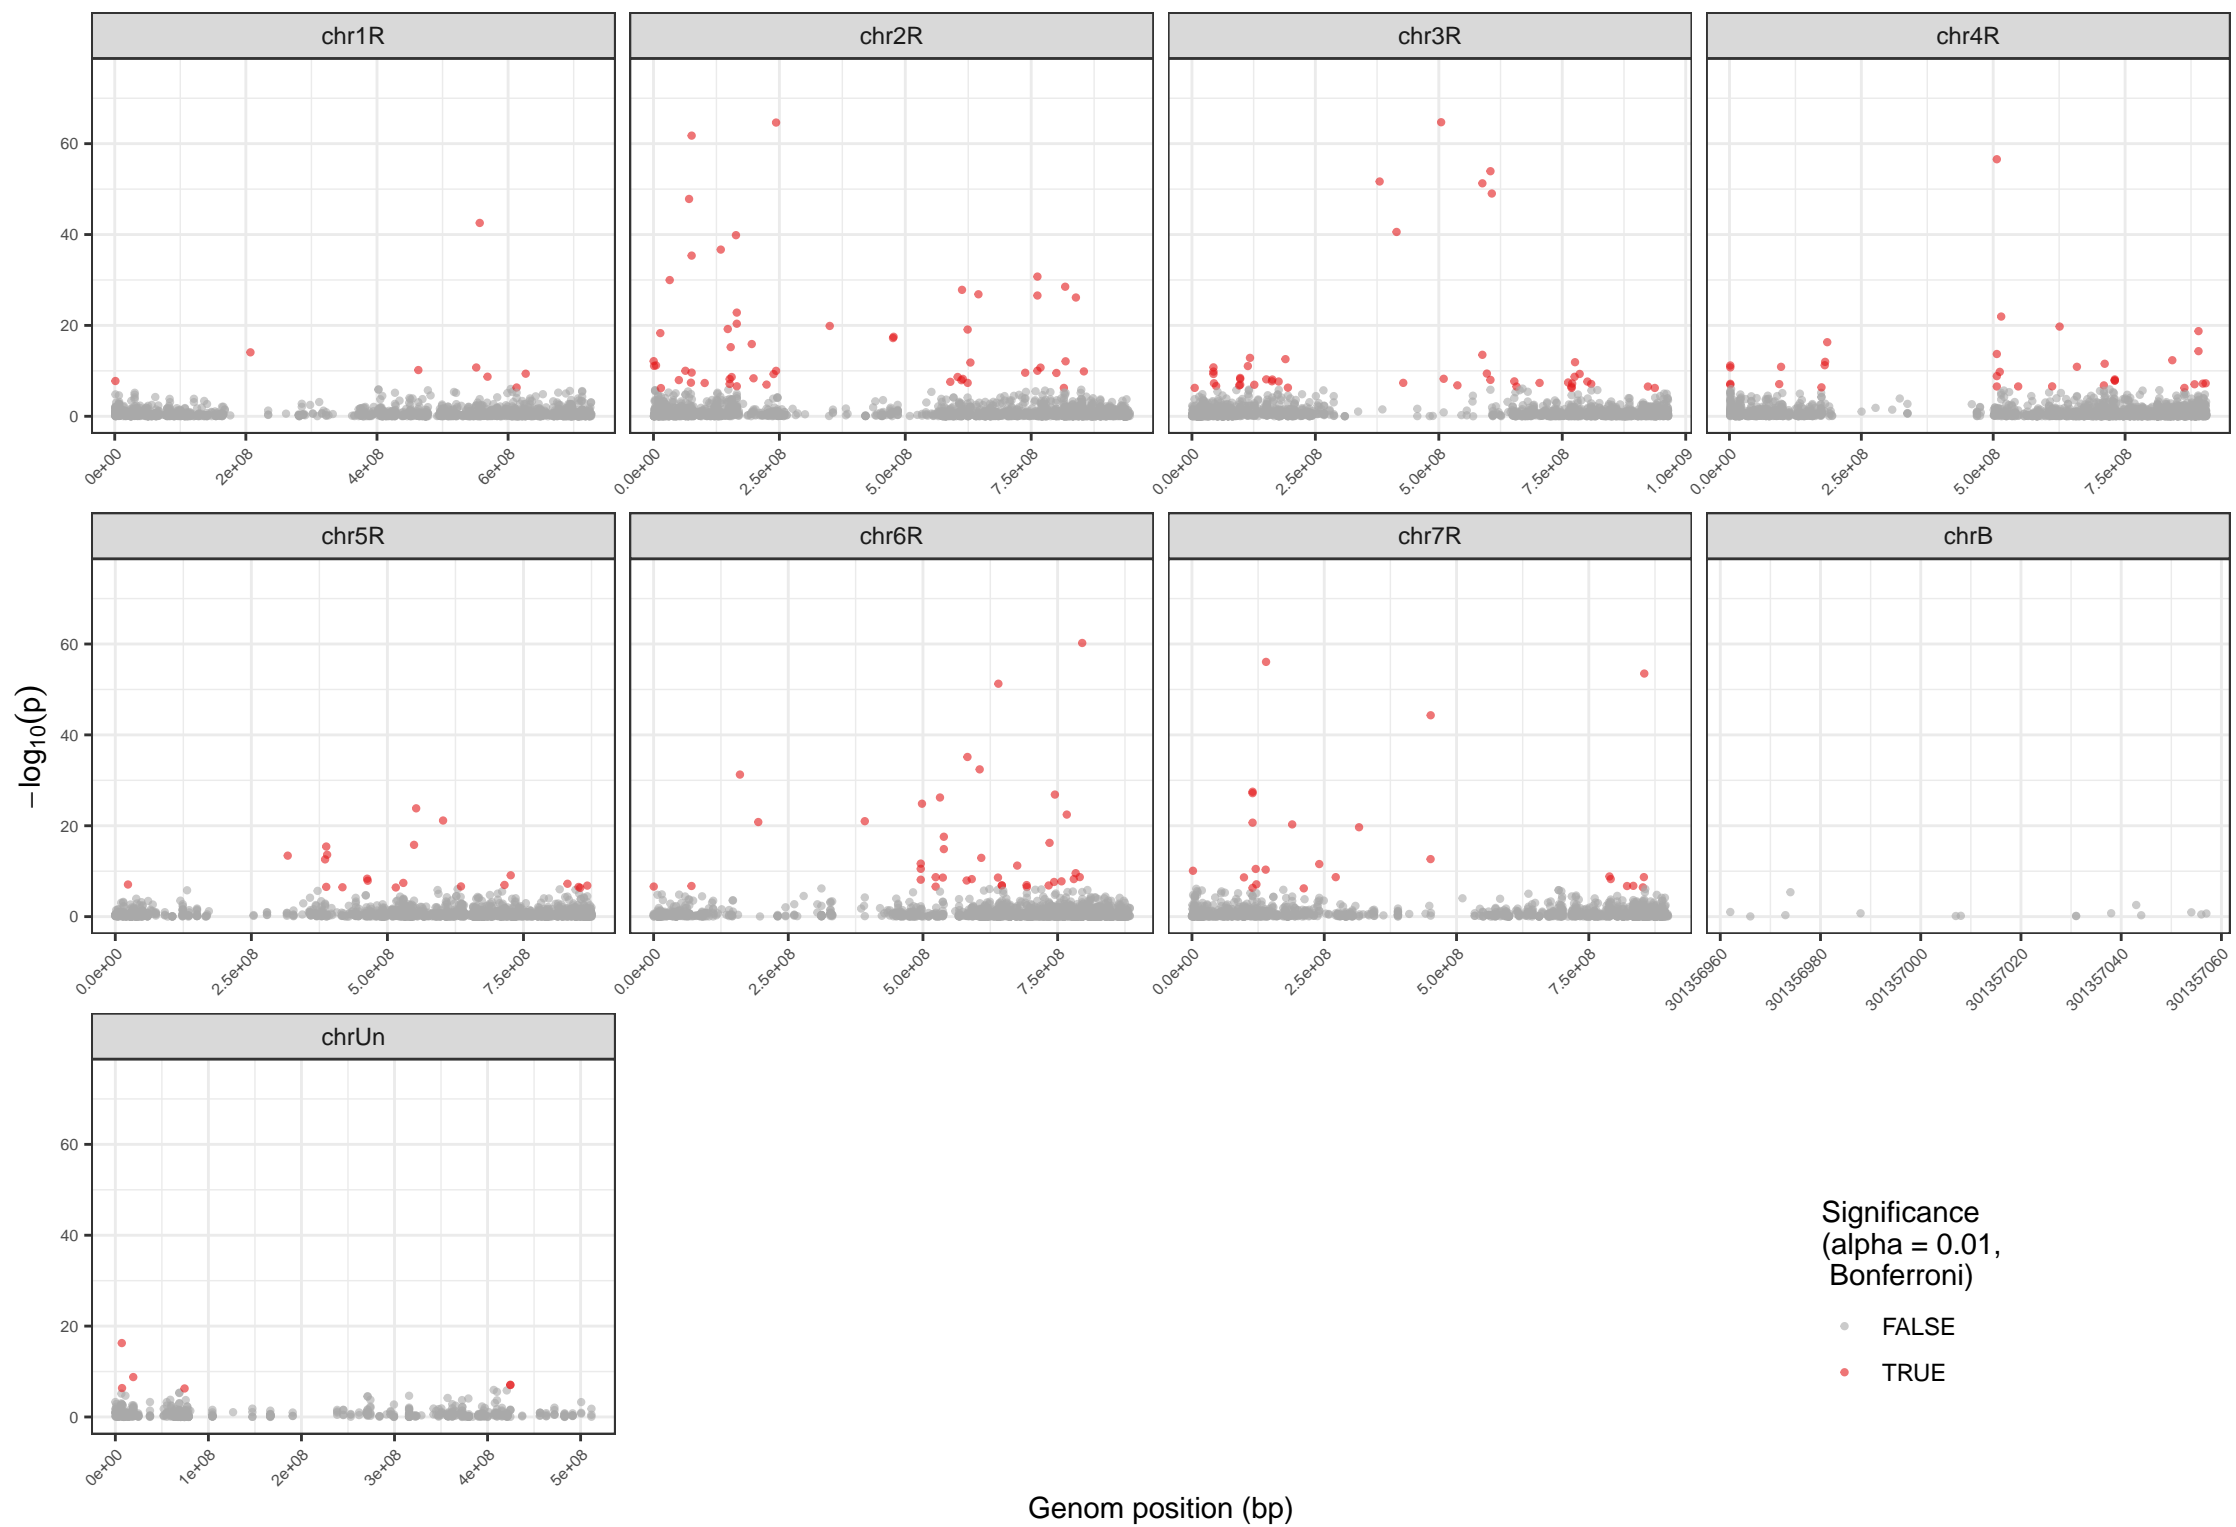 chr1R chr2R chr3R chr4R
60
40
20
0
0e+00 2e+08 4e+08 6e+08 0.0e+00 2.5e+08 5.0e+08 7.5e+08 0.0e+00 2.5e+08 5.0e+08 7.5e+08 1.0e+09 0.0e+00 2.5e+08 5.0e+08 7.5e+08
chr5R chr6R chr7R chrB
60
40
20
0
0.0e+00 2.5e+08 5.0e+08 7.5e+08 0.0e+00 2.5e+08 5.0e+08 7.5e+08 0.0e+00 2.5e+08 5.0e+08 7.5e+08 301356960 301356980 301357000 301357020 301357040 301357060
−log10(p)
chrUn
60
40
20
0
0e+00 1e+08 2e+08 3e+08 4e+08 5e+08
Genom position (bp)
Significance
(alpha = 0.01,
Bonferroni)
FALSE
TRUE